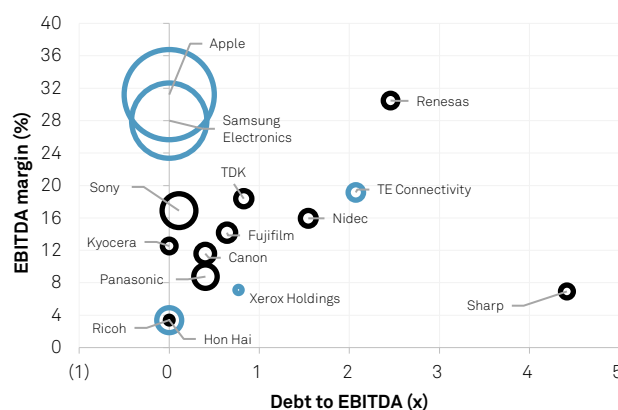 40
36
32
28
24
20
16
12
8
4
0
EBITDA margin (%)
Apple
Samsung
Electronics
Renesas
TDK
TE Connectivity
Sony
Nidec
Fujifilm
Kyocera
Canon
Panasonic
Xerox Holdings
Sharp
Ricoh
Hon Hai
(1)
0
1
2
3
4
5
Debt to EBITDA (x)